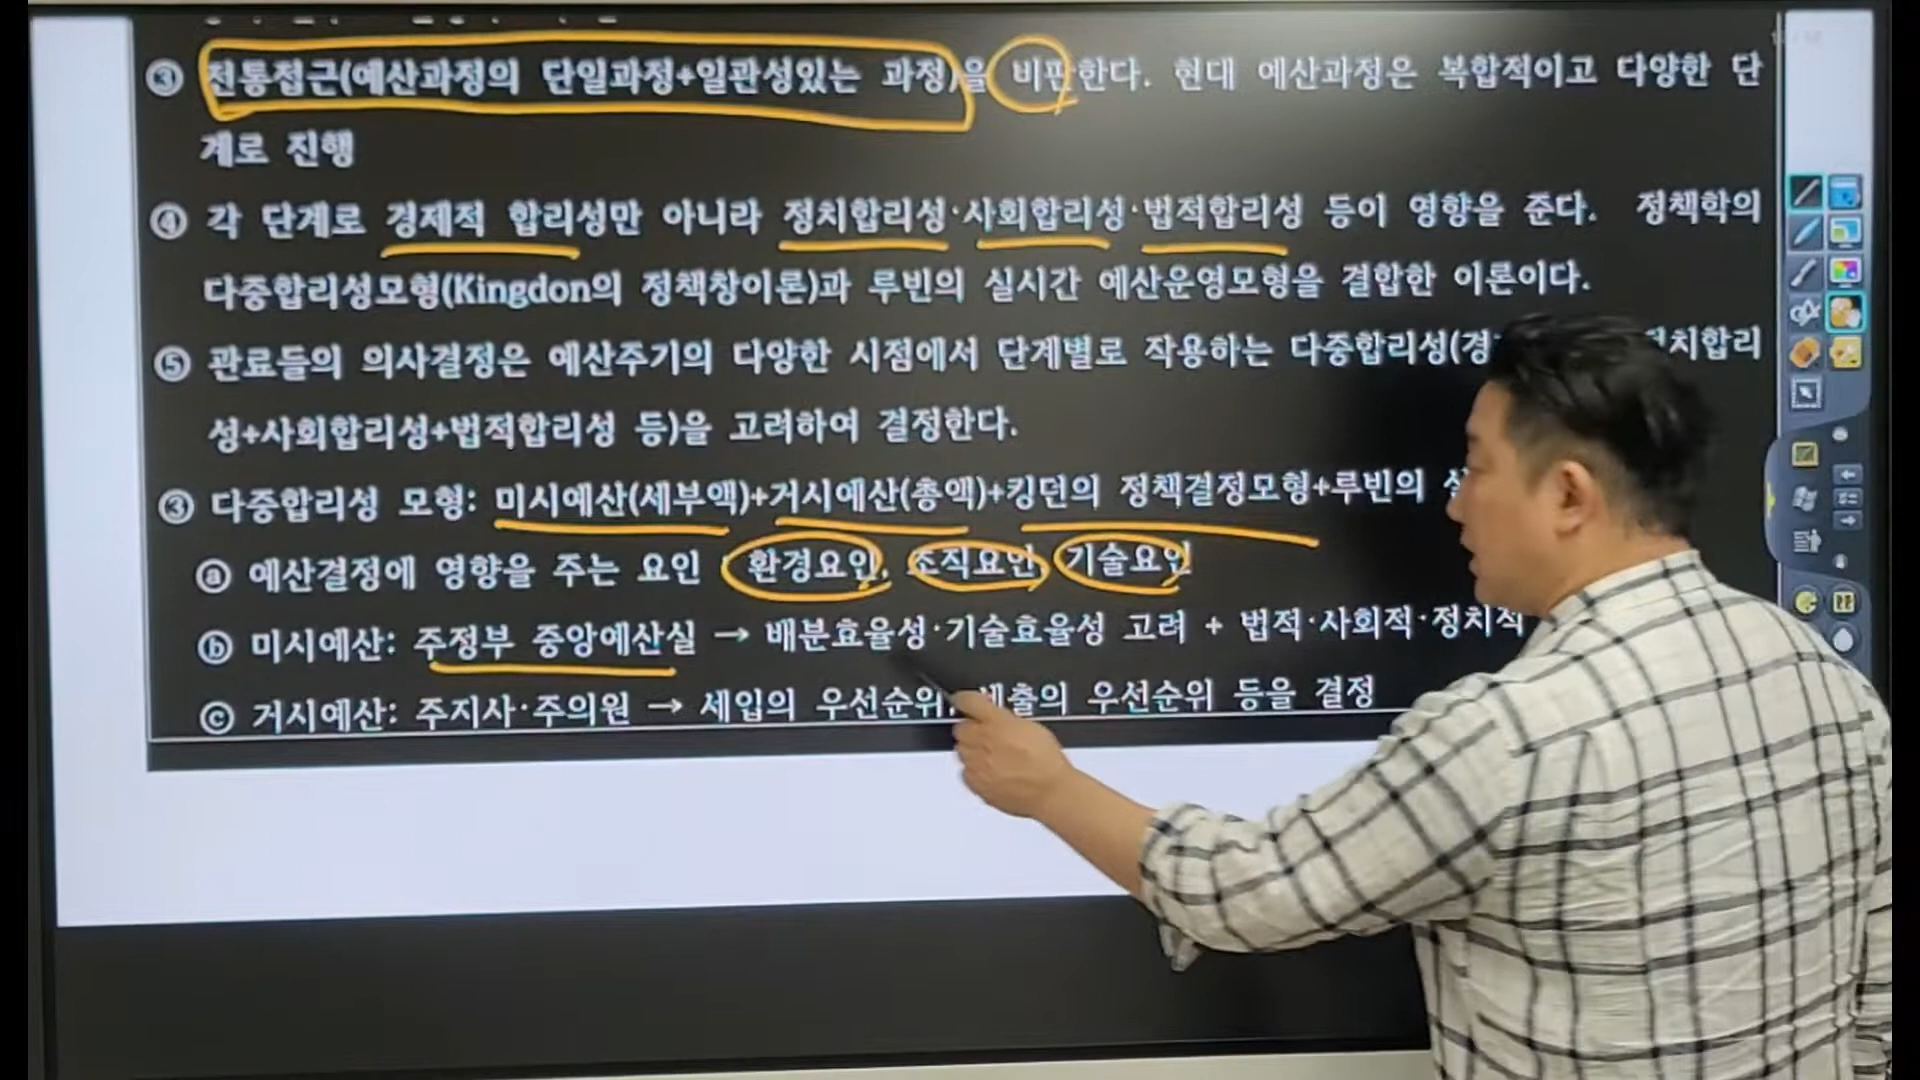 ③ 전통접근(예산과정의 단일과정+일관성있는 과정)을 비판한다. 현대 예산과정은 복합적이고 다양한 단
계로 진행
④ 각 단계로 경제적 합리성만 아니라 정치합리성·사회합리성·법적합리성 등이 영향을 준다. 정책학의
다중합리성모형(Kingdon의 정책창이론)과 루빈의 실시간 예산운영모형을 결합한 이론이다.
⑤ 관료들의 의사결정은 예산주기의 다양한 시점에서 단계별로 작용하는 다중합리성(경 정치합리
성+사회합리성+법적합리성 등)을 고려하여 결정한다.
③ 다중합리성 모형: 미시예산(세부액)+거시예산(총액)+킹던의 정책결정모형+루빈의
ⓐ 예산결정에 영향을 주는 요인 환경요인, 조직요인, 기술요인
ⓑ 미시예산: 주정부 중앙예산실 → 배분효율성·기술효율성 고려 + 법적·사회적·정치적
ⓒ 거시예산: 주지사·주의원 → 세입의 우선순위, 세출의 우선순위 등을 결정